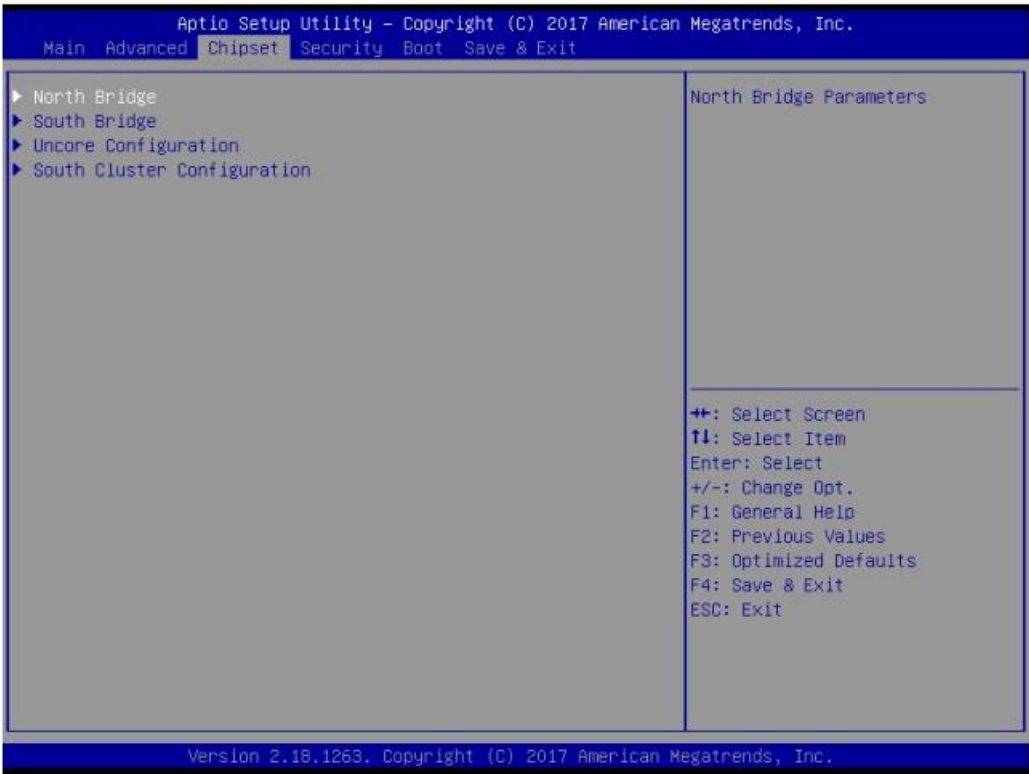 Aptio Setup Utility – Copyright (C) 2017 American Megatrends, Inc.
Main Advanced Chipset Security Boot Save & Exit
▶ North Bridge
▶ South Bridge
▶ Uncore Configuration
▶ South Cluster Configuration
North Bridge Parameters
→←: Select Screen
↑↓: Select Item
Enter: Select
+/-: Change Opt.
F1: General Help
F2: Previous Values
F3: Optimized Defaults
F4: Save & Exit
ESC: Exit
Version 2.18.1263. Copyright (C) 2017 American Megatrends, Inc.